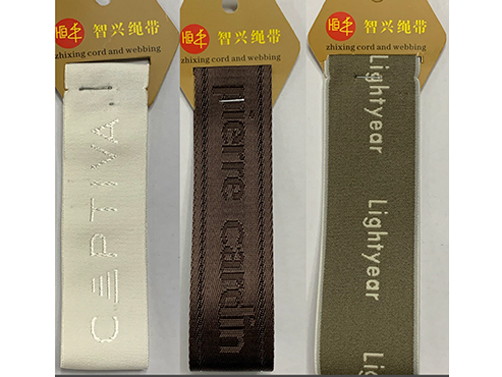 智兴绳带
zhixing cord and webbing
CEPTIVA
智兴绳带
zhixing cord and webbing
pierre cardin
智兴绳带
zhixing cord and webbing
Lightyear
Lightyear
Lig